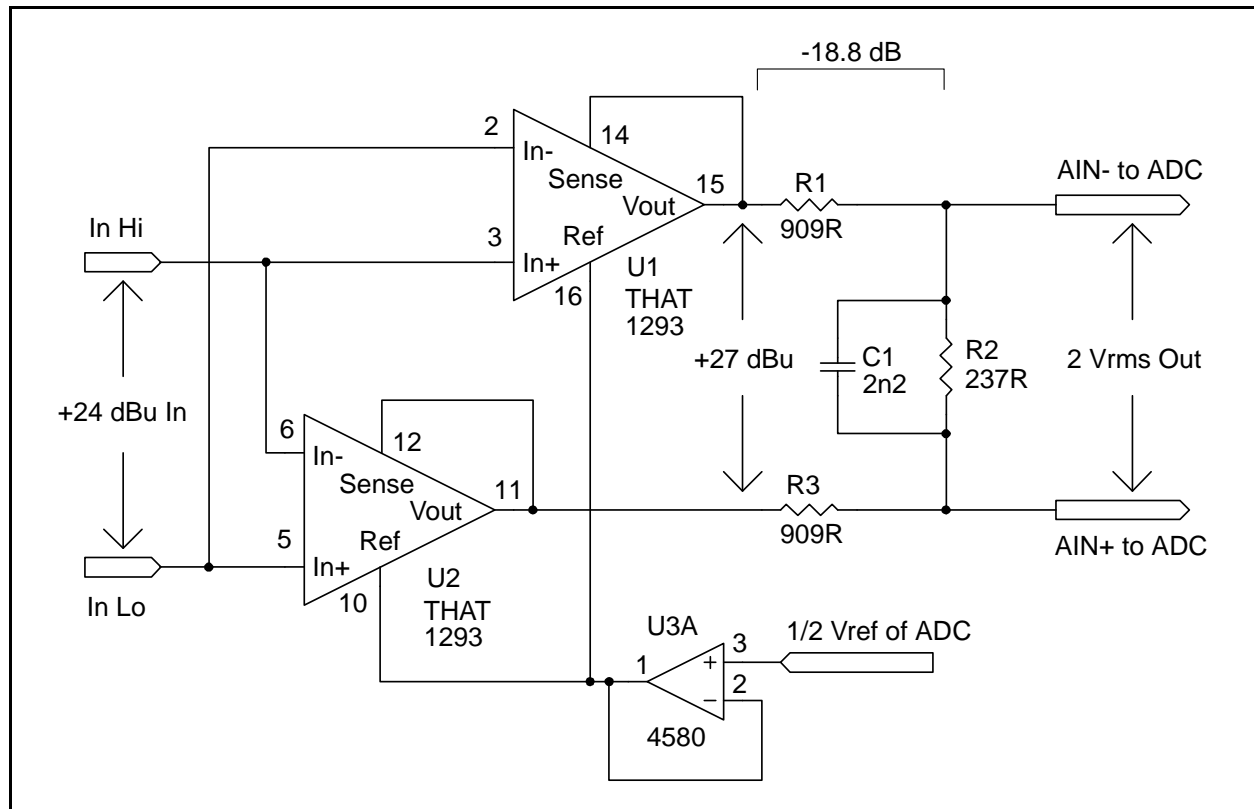 -18.8 dB
2
14
In-
Sense
Vout
15
R1
909R
AIN- to ADC
In Hi
3
In+
Ref
16
U1
THAT
1293
+24 dBu In
+27 dBu
C1
2n2
R2
237R
2 Vrms Out
6
12
In-
Sense
Vout
11
R3
909R
5
In+
Ref
10
U2
THAT
1293
AIN+ to ADC
In Lo
U3A
1/2 Vref of ADC
1
3
+
2
−
4580